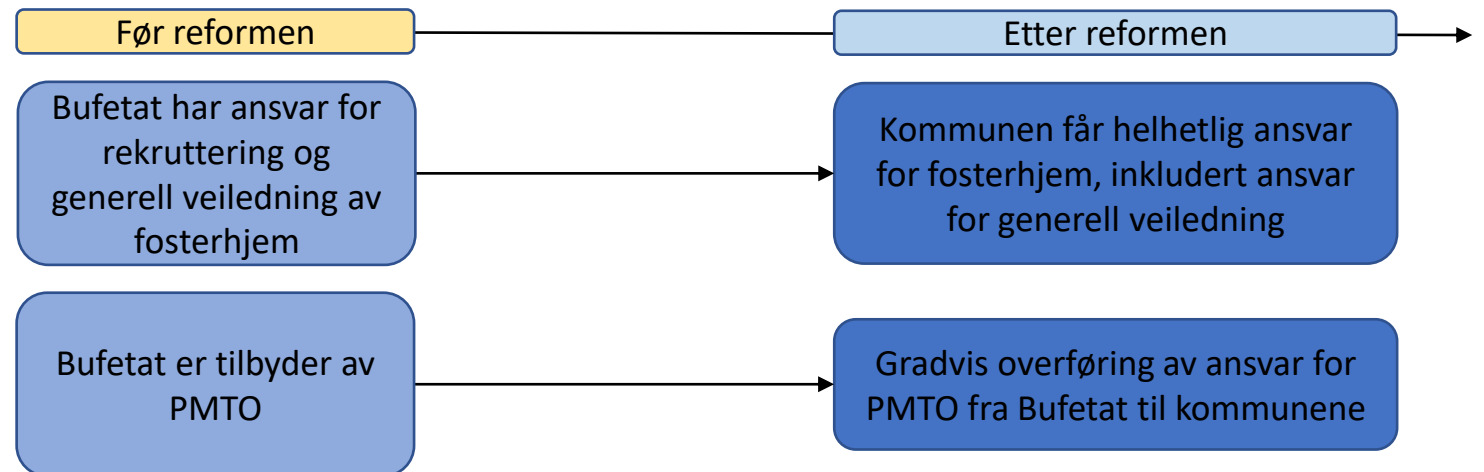 Før reformen
Etter reformen
Bufetat har ansvar for
rekruttering og
generell veiledning av
fosterhjem
Kommunen får helhetlig ansvar
for fosterhjem, inkludert ansvar
for generell veiledning
Bufetat er tilbyder av
PMTO
Gradvis overføring av ansvar for
PMTO fra Bufetat til kommunene